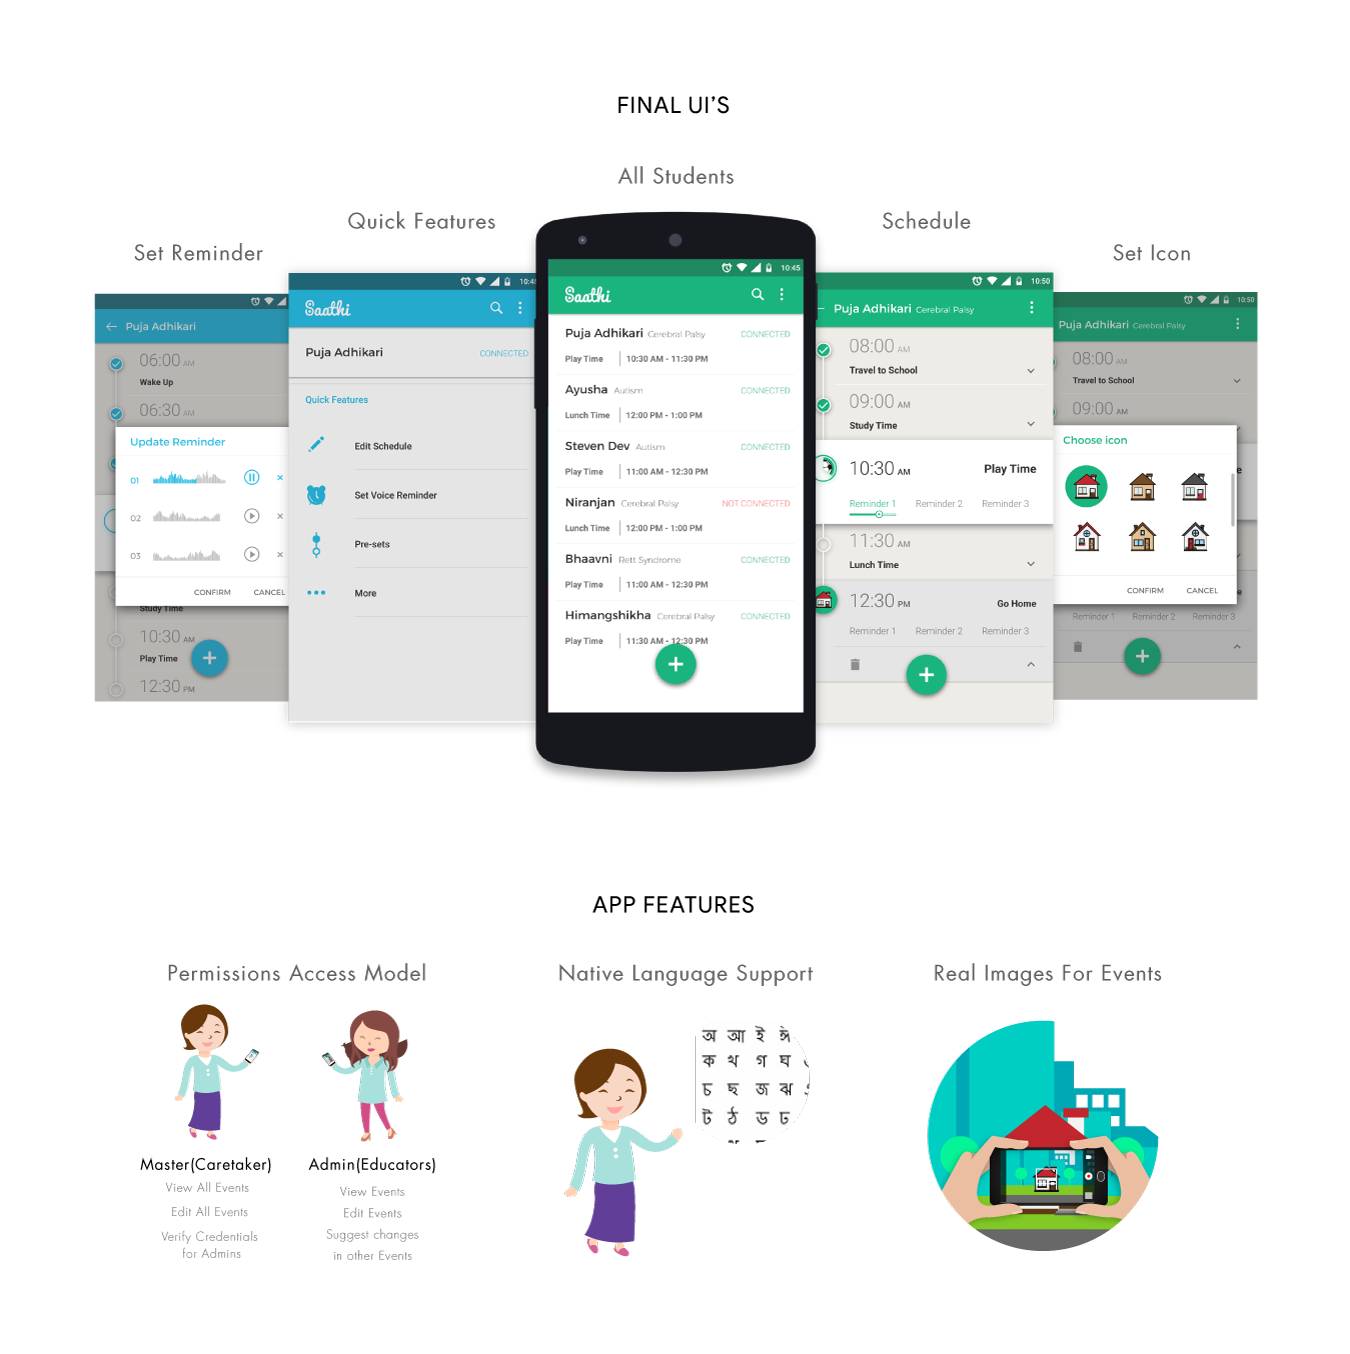 FINAL UI'S
All Students
Quick Features
Schedule
Set Reminder
Set Icon
Puja Adhikari
06:00 AM
Wake Up
06:30 AM
Update Reminder
01
02
03
CONFIRM CANCEL
Study Time
10:30 AM
Play Time
12:30 PM
Saathi
Puja Adhikari CONNECTED
Quick Features
Edit Schedule
Set Voice Reminder
Pre-sets
More
10:45
Saathi
Puja Adhikari Cerebral Palsy CONNECTED
Play Time 10:30 AM - 11:30 PM
Ayusha Autism CONNECTED
Lunch Time 12:00 PM - 1:00 PM
Steven Dev Autism CONNECTED
Play Time 11:00 AM - 12:30 PM
Niranjan Cerebral Palsy NOT CONNECTED
Lunch Time 12:00 PM - 1:00 PM
Bhaavni Rett Syndrome CONNECTED
Play Time 11:00 AM - 12:30 PM
Himangshikha Cerebral Palsy CONNECTED
Play Time 11:30 AM - 12:30 PM
10:50
Puja Adhikari Cerebral Palsy
08:00 AM
Travel to School
09:00 AM
Study Time
10:30 AM Play Time
Reminder 1 Reminder 2 Reminder 3
11:30 AM
Lunch Time
12:30 PM Go Home
Reminder 1 Reminder 2 Reminder 3
10:50
Puja Adhikari Cerebral Palsy
08:00 AM
Travel to School
09:00 AM
Choose icon
CONFIRM CANCEL
Reminder 1 Reminder 2 Reminder 3
APP FEATURES
Permissions Access Model
Master(Caretaker)
View All Events
Edit All Events
Verify Credentials
for Admins
Admin(Educators)
View Events
Edit Events
Suggest changes
in other Events
Native Language Support
অ আ ই ঈ
ক খ গ ঘ
চ ছ জ ঝ
ট ঠ ড ঢ
Real Images For Events